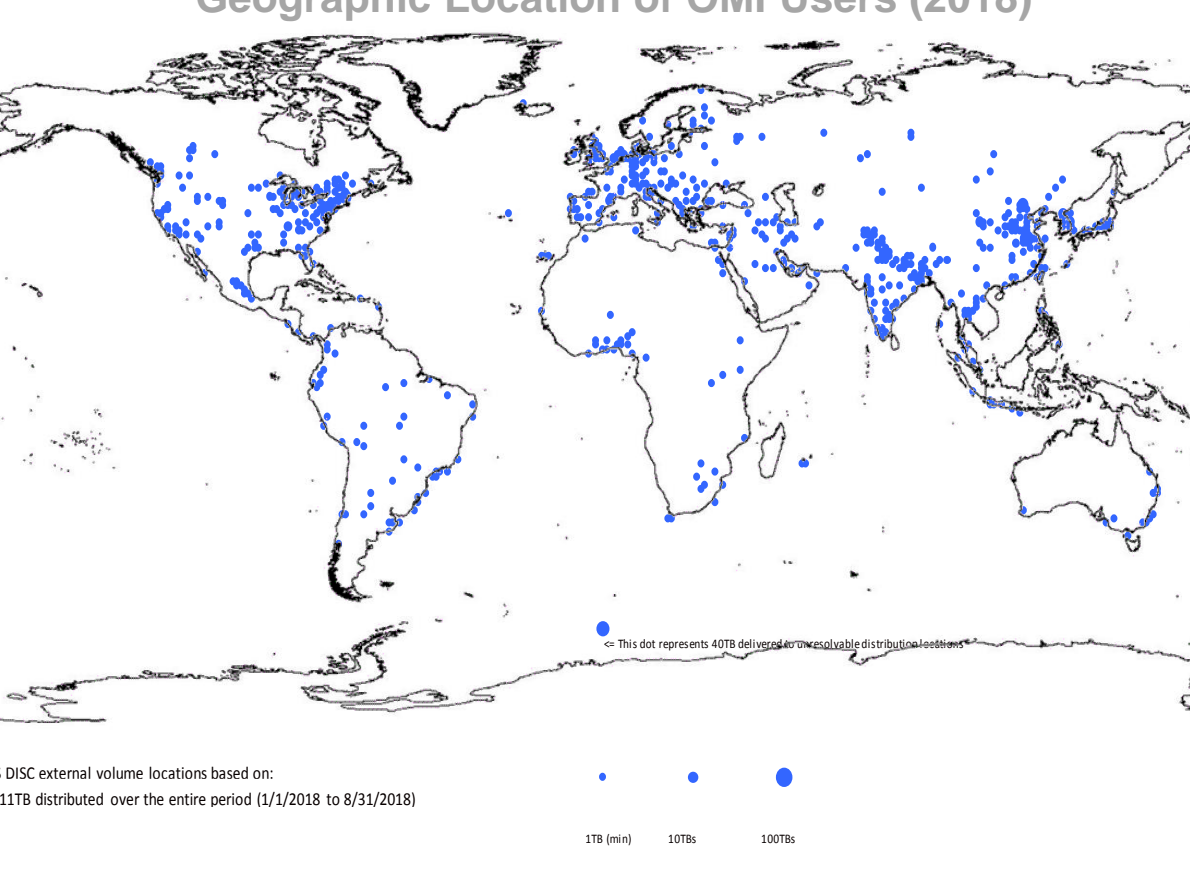 Geographic Location of OMI Users (2018)
<= This dot represents 40TB delivered to unresolvable distribution locations
DISC external volume locations based on:
11TB distributed over the entire period (1/1/2018 to 8/31/2018)
1TB (min) 10TBs 100TBs